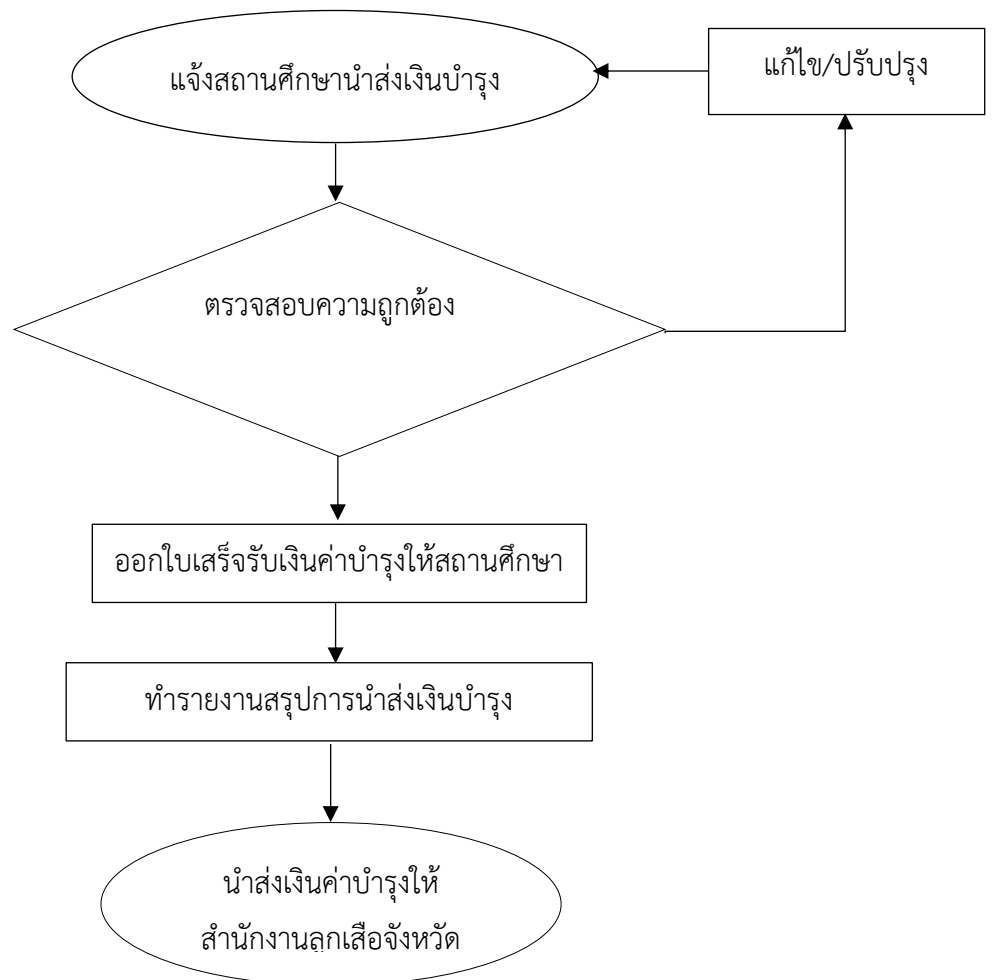 แจ้งสถานศึกษานำส่งเงินบำรุง
แก้ไข/ปรับปรุง
ตรวจสอบความถูกต้อง
ออกใบเสร็จรับเงินค่าบำรุงให้สถานศึกษา
ทำรายงานสรุปการนำส่งเงินบำรุง
นำส่งเงินค่าบำรุงให้
สำนักงานลูกเสือจังหวัด